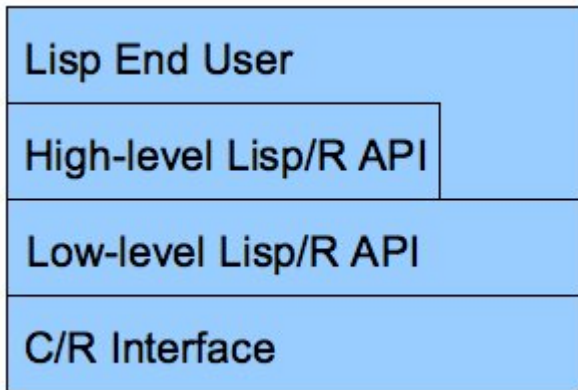 Lisp End User
High-level Lisp/R API
Low-level Lisp/R API
C/R Interface